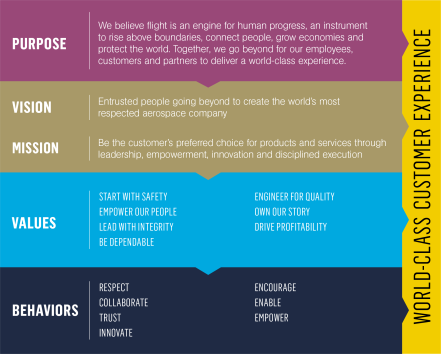 PURPOSE
We believe flight is an engine for human progress, an instrument
to rise above boundaries, connect people, grow economies and
protect the world. Together, we go beyond for our employees,
customers and partners to deliver a world-class experience.
VISION
Entrusted people going beyond to create the world's most
respected aerospace company
MISSION
Be the customer's preferred choice for products and services through
leadership, empowerment, innovation and disciplined execution
VALUES
START WITH SAFETY
EMPOWER OUR PEOPLE
LEAD WITH INTEGRITY
BE DEPENDABLE
ENGINEER FOR QUALITY
OWN OUR STORY
DRIVE PROFITABILITY
BEHAVIORS
RESPECT
COLLABORATE
TRUST
INNOVATE
ENCOURAGE
ENABLE
EMPOWER
WORLD-CLASS CUSTOMER EXPERIENCE